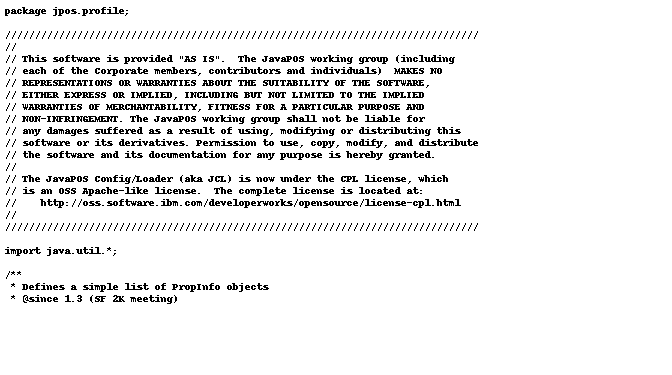 package jpos.profile;

///////////////////////////////////////////////////////////////////////////////
//
// This software is provided "AS IS".  The JavaPOS working group (including
// each of the Corporate members, contributors and individuals)  MAKES NO
// REPRESENTATIONS OR WARRANTIES ABOUT THE SUITABILITY OF THE SOFTWARE,
// EITHER EXPRESS OR IMPLIED, INCLUDING BUT NOT LIMITED TO THE IMPLIED
// WARRANTIES OF MERCHANTABILITY, FITNESS FOR A PARTICULAR PURPOSE AND
// NON-INFRINGEMENT. The JavaPOS working group shall not be liable for
// any damages suffered as a result of using, modifying or distributing this
// software or its derivatives. Permission to use, copy, modify, and distribute
// the software and its documentation for any purpose is hereby granted.
//
// The JavaPOS Config/Loader (aka JCL) is now under the CPL license, which
// is an OSS Apache-like license.  The complete license is located at:
//    http://oss.software.ibm.com/developerworks/opensource/license-cpl.html
//
///////////////////////////////////////////////////////////////////////////////

import java.util.*;

/**
 * Defines a simple list of PropInfo objects
 * @since 1.3 (SF 2K meeting)